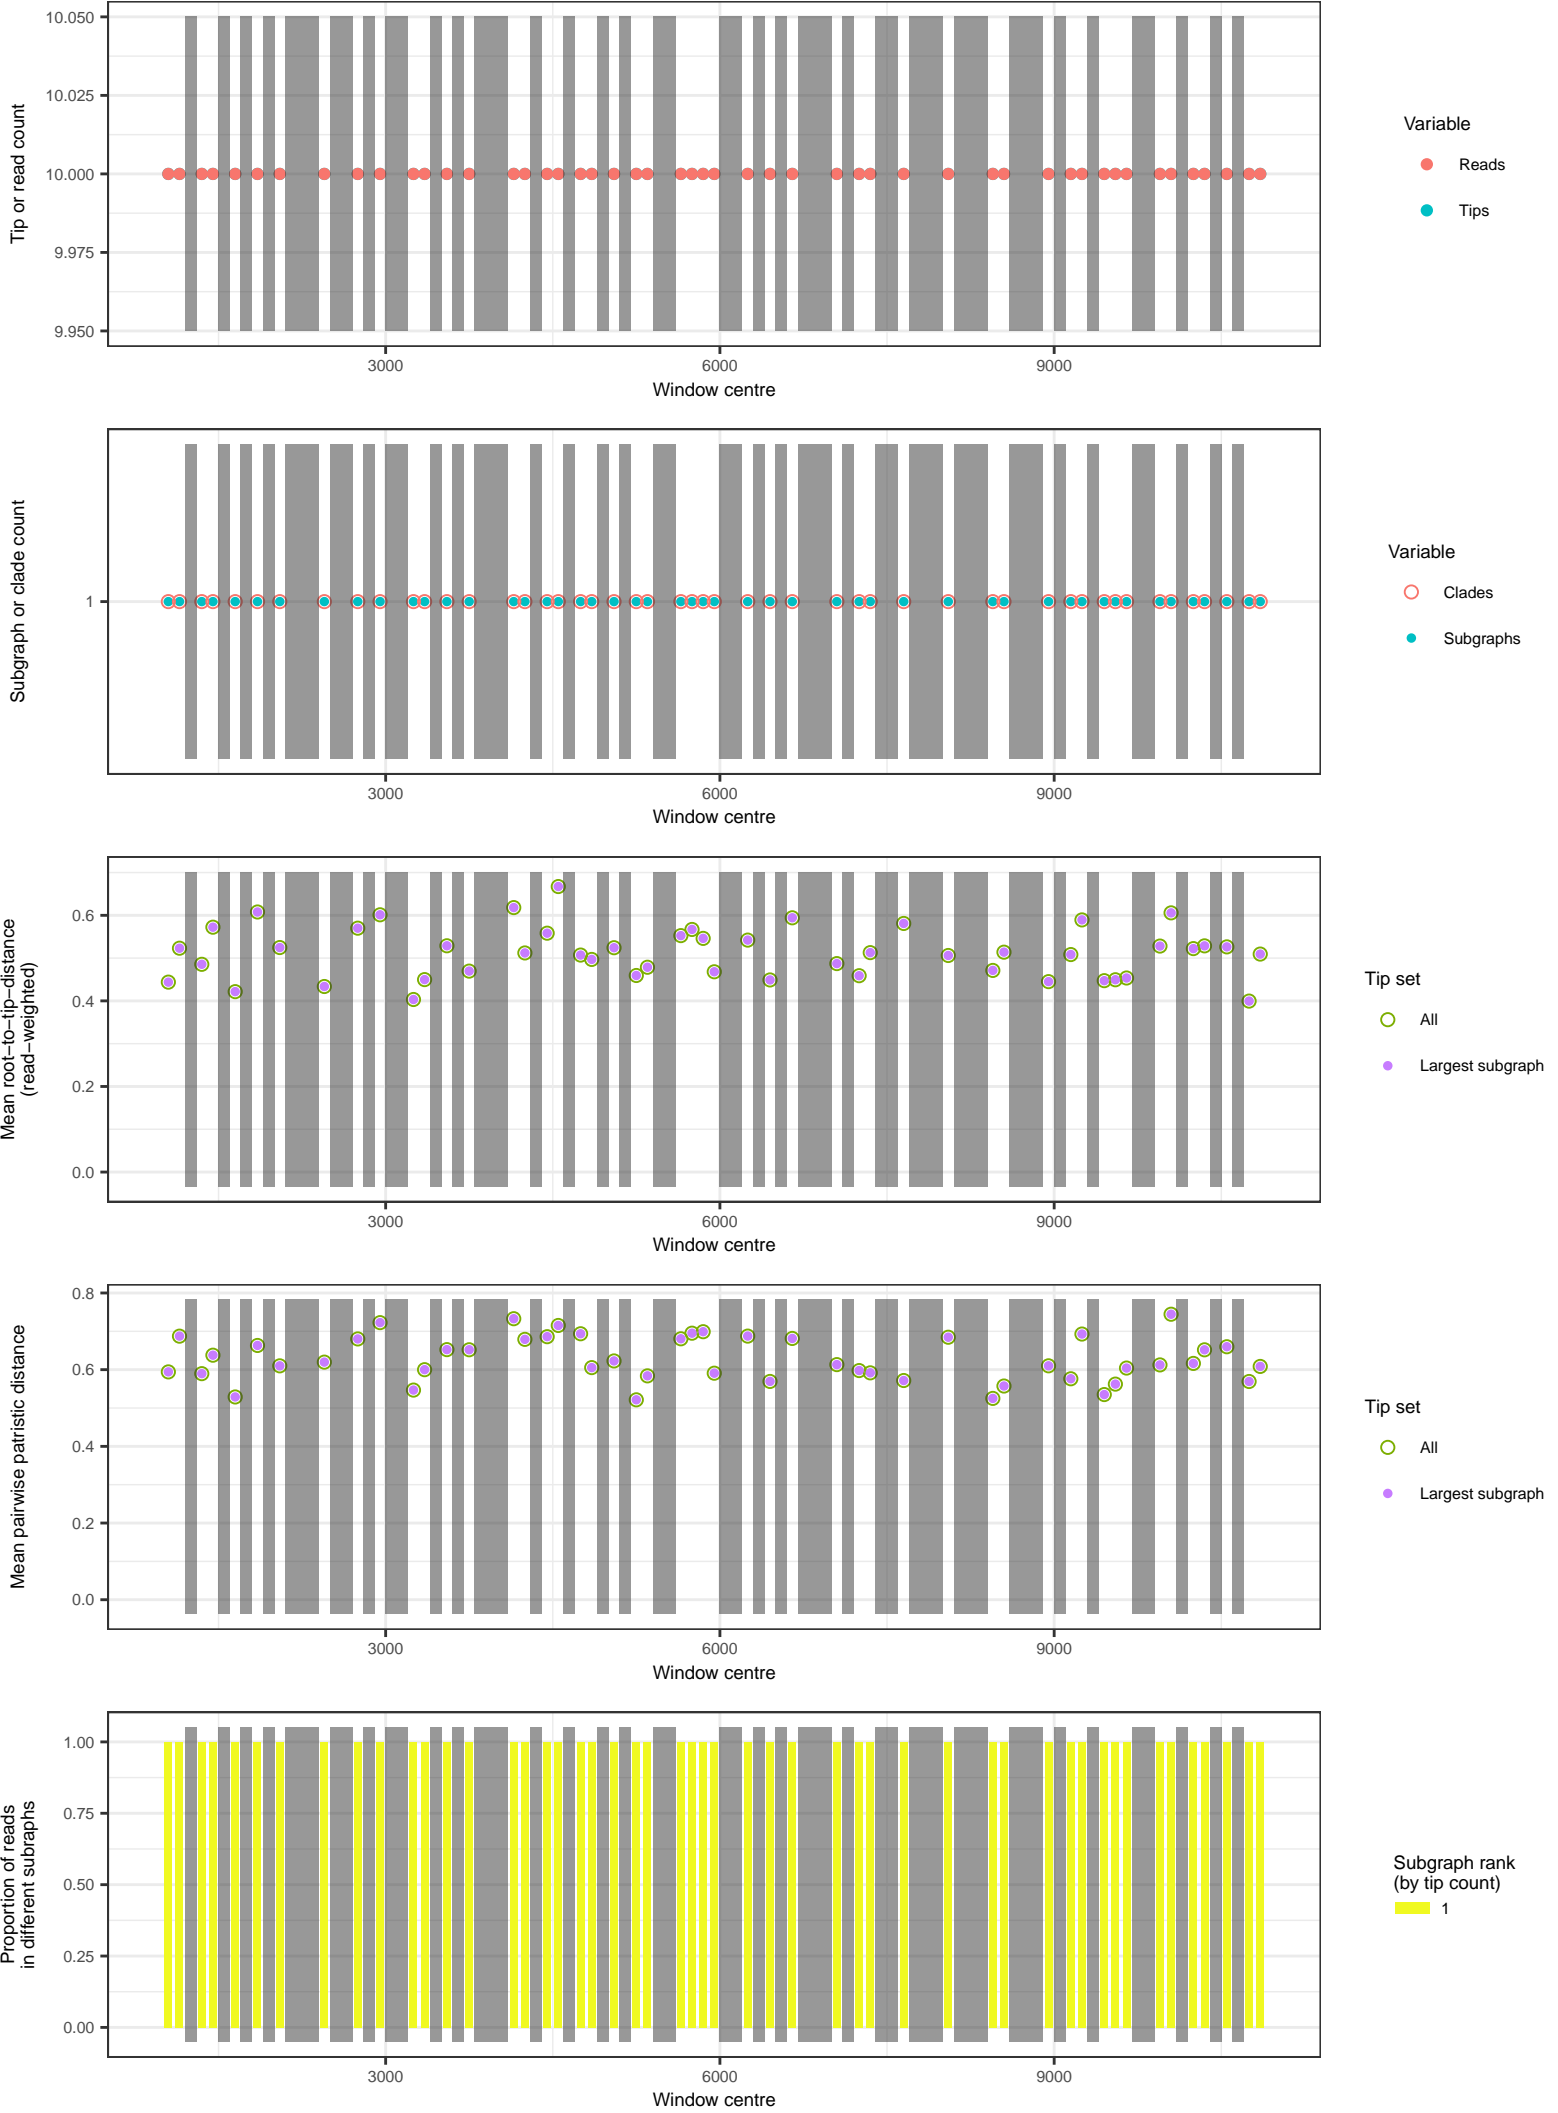 10.050
10.025
10.000
9.975
9.950
Tip or read count
3000
6000
9000
Window centre
Variable
Reads
Tips
1
Subgraph or clade count
3000
6000
9000
Window centre
Variable
Clades
Subgraphs
0.6
0.4
0.2
0.0
Mean root−to−tip−distance
(read−weighted)
3000
6000
9000
Window centre
Tip set
All
Largest subgraph
0.8
0.6
0.4
0.2
0.0
Mean pairwise patristic distance
3000
6000
9000
Window centre
Tip set
All
Largest subgraph
1.00
0.75
0.50
0.25
0.00
Proportion of reads
in different subraphs
3000
6000
9000
Window centre
Subgraph rank
(by tip count)
1